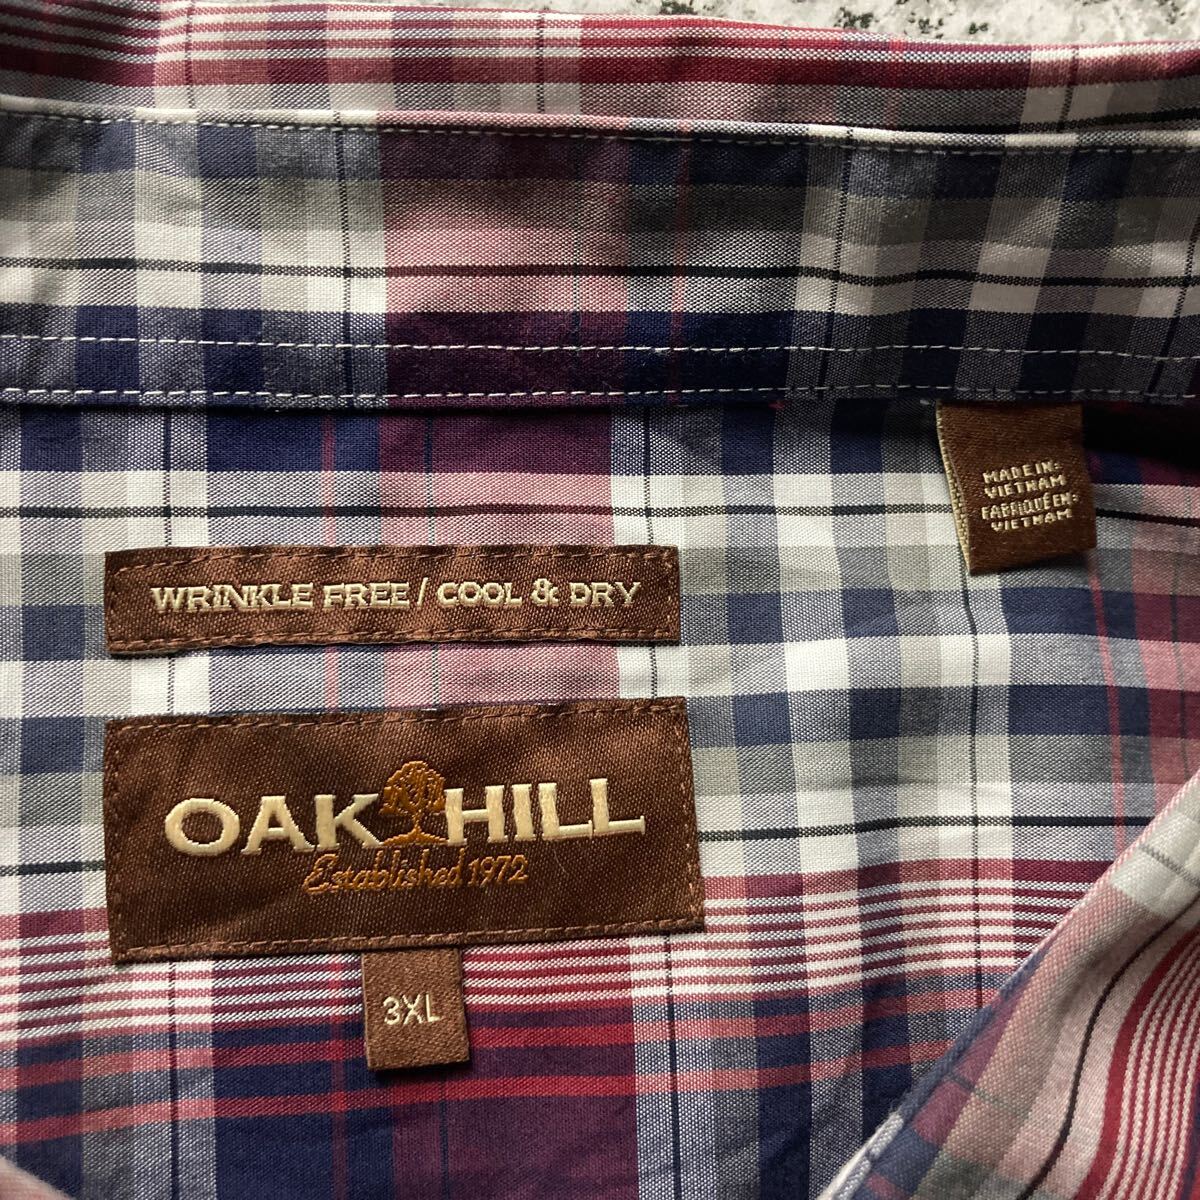 MADE IN:
VIETNAM
FABRIQUÉ EN:
VIETNAM
WRINKLE FREE / COOL & DRY
OAK HILL
Established 1972
3XL